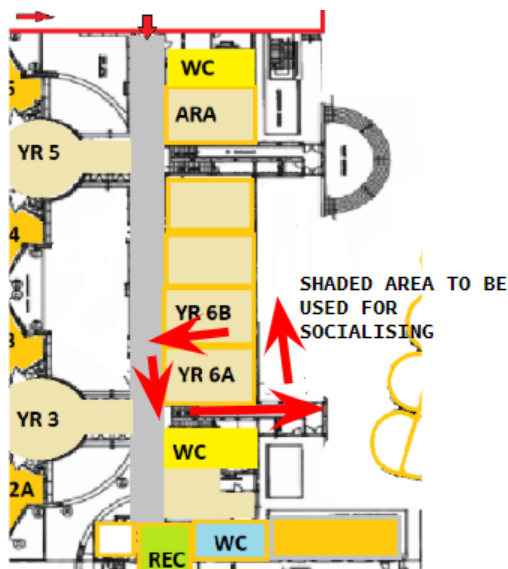 WC
ARA
YR 5
SHADED AREA TO BE
USED FOR
SOCIALISING
YR 6B
YR 6A
YR 3
WC
2A
WC
REC